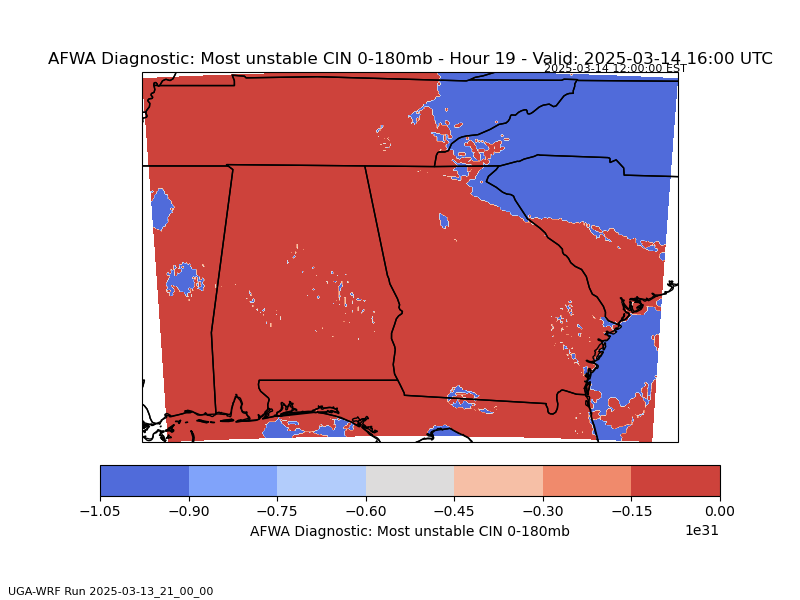 AFWA Diagnostic: Most unstable CIN 0-180mb - Hour 19 - Valid: 2025-03-14 16:00 UTC
2025-03-14 12:00:00 EST
−1.05 −0.90 −0.75 −0.60 −0.45 −0.30 −0.15 0.00
AFWA Diagnostic: Most unstable CIN 0-180mb 1e31
UGA-WRF Run 2025-03-13_21_00_00